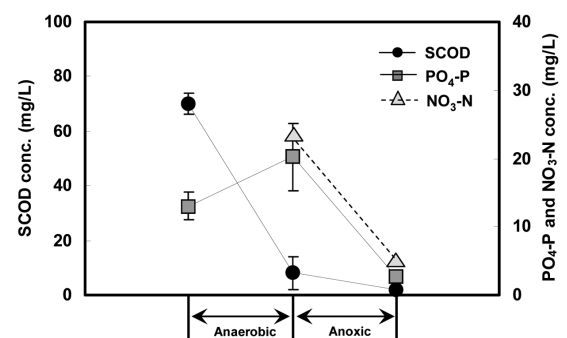 100
80
60
40
20
0
SCOD conc. (mg/L)
40
30
20
10
0
PO₄-P and NO₃-N conc. (mg/L)
SCOD
PO₄-P
NO₃-N
Anaerobic
Anoxic